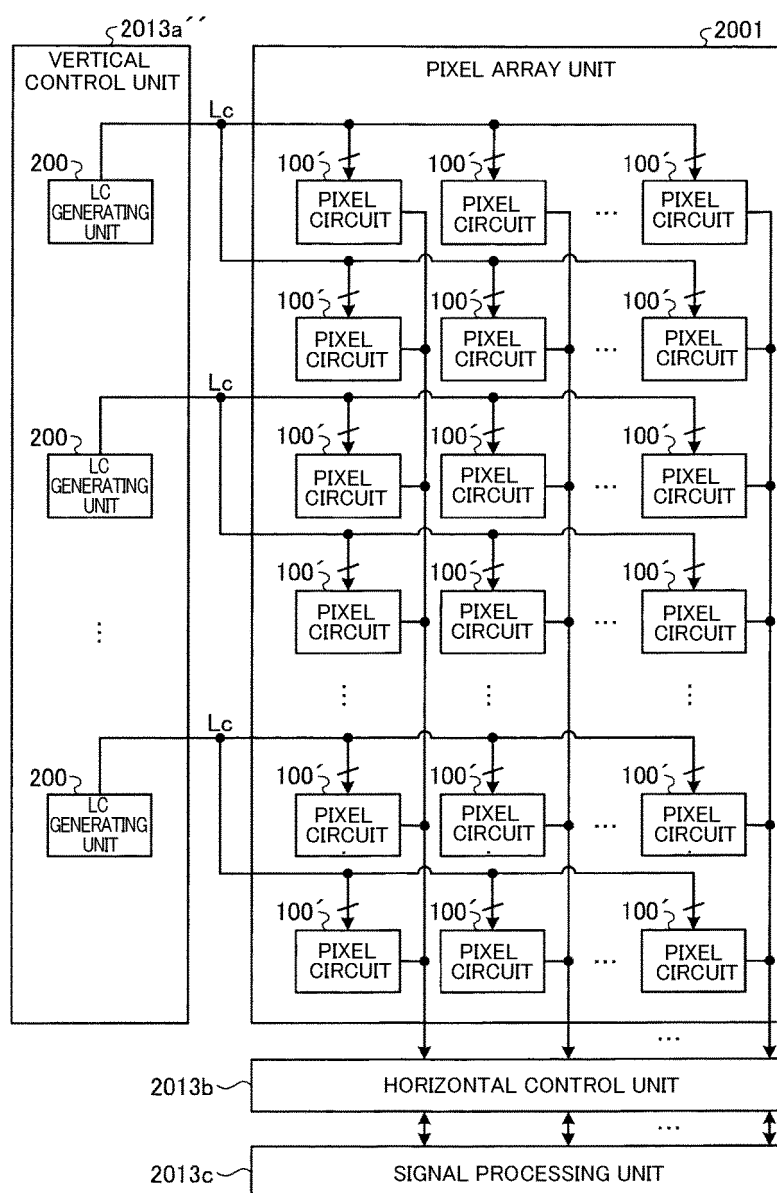 2013a´´
2001
VERTICAL
CONTROL UNIT
PIXEL ARRAY UNIT
Lc
200
LC
GENERATING
UNIT
100´ 100´ 100´
PIXEL
CIRCUIT
PIXEL
CIRCUIT
...
PIXEL
CIRCUIT
100´ 100´ 100´
PIXEL
CIRCUIT
PIXEL
CIRCUIT
...
PIXEL
CIRCUIT
Lc
200
LC
GENERATING
UNIT
100´ 100´ 100´
PIXEL
CIRCUIT
PIXEL
CIRCUIT
...
PIXEL
CIRCUIT
100´ 100´ 100´
PIXEL
CIRCUIT
PIXEL
CIRCUIT
...
PIXEL
CIRCUIT
Lc
200
LC
GENERATING
UNIT
100´ 100´ 100´
PIXEL
CIRCUIT
PIXEL
CIRCUIT
...
PIXEL
CIRCUIT
100´ 100´ 100´
PIXEL
CIRCUIT
PIXEL
CIRCUIT
...
PIXEL
CIRCUIT
...
2013b
HORIZONTAL CONTROL UNIT
...
2013c
SIGNAL PROCESSING UNIT